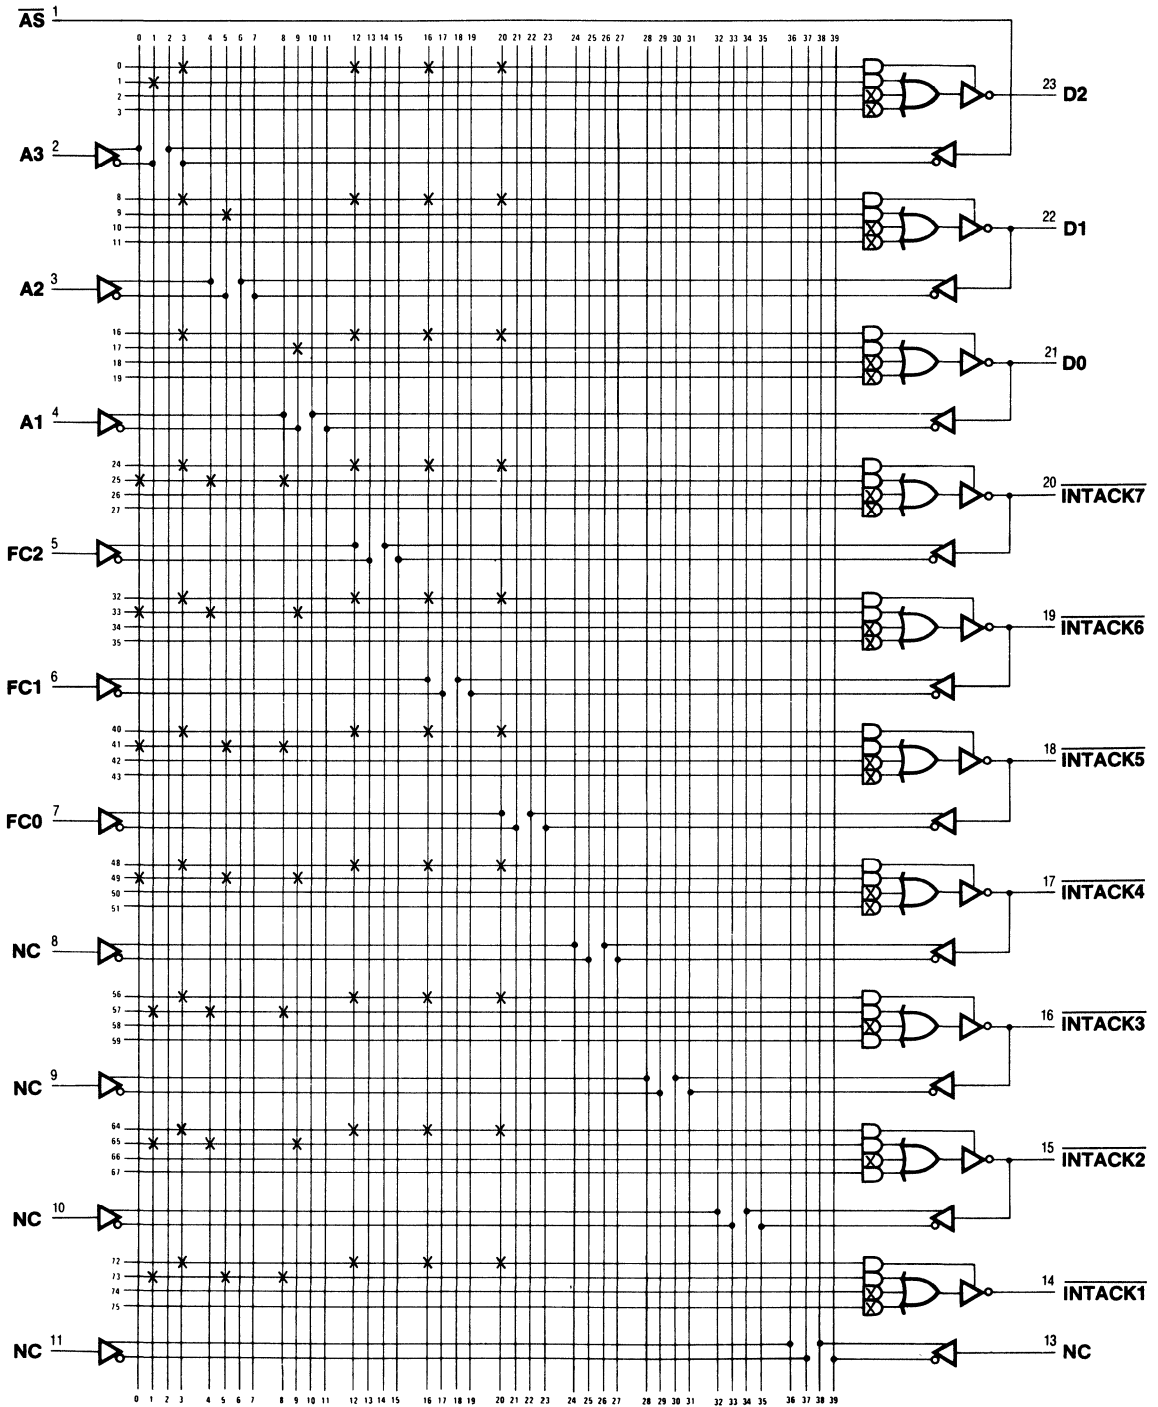 AS 1
0 1 2 3 4 5 6 7 8 9 10 11 12 13 14 15 16 17 18 19 20 21 22 23 24 25 26 27 28 29 30 31 32 33 34 35 36 37 38 39
0
1
2
3
23 D2
A3 2
8
9
10
11
22 D1
A2 3
16
17
18
19
21 D0
A1 4
24
25
26
27
20 INTACK7
FC2 5
32
33
34
35
19 INTACK6
FC1 6
40
41
42
43
18 INTACK5
FC0 7
48
49
50
51
17 INTACK4
NC 8
56
57
58
59
16 INTACK3
NC 9
64
65
66
67
15 INTACK2
NC 10
72
73
74
75
14 INTACK1
NC 11
13 NC
0 1 2 3 4 5 6 7 8 9 10 11 12 13 14 15 16 17 18 19 20 21 22 23 24 25 26 27 28 29 30 31 32 33 34 35 36 37 38 39